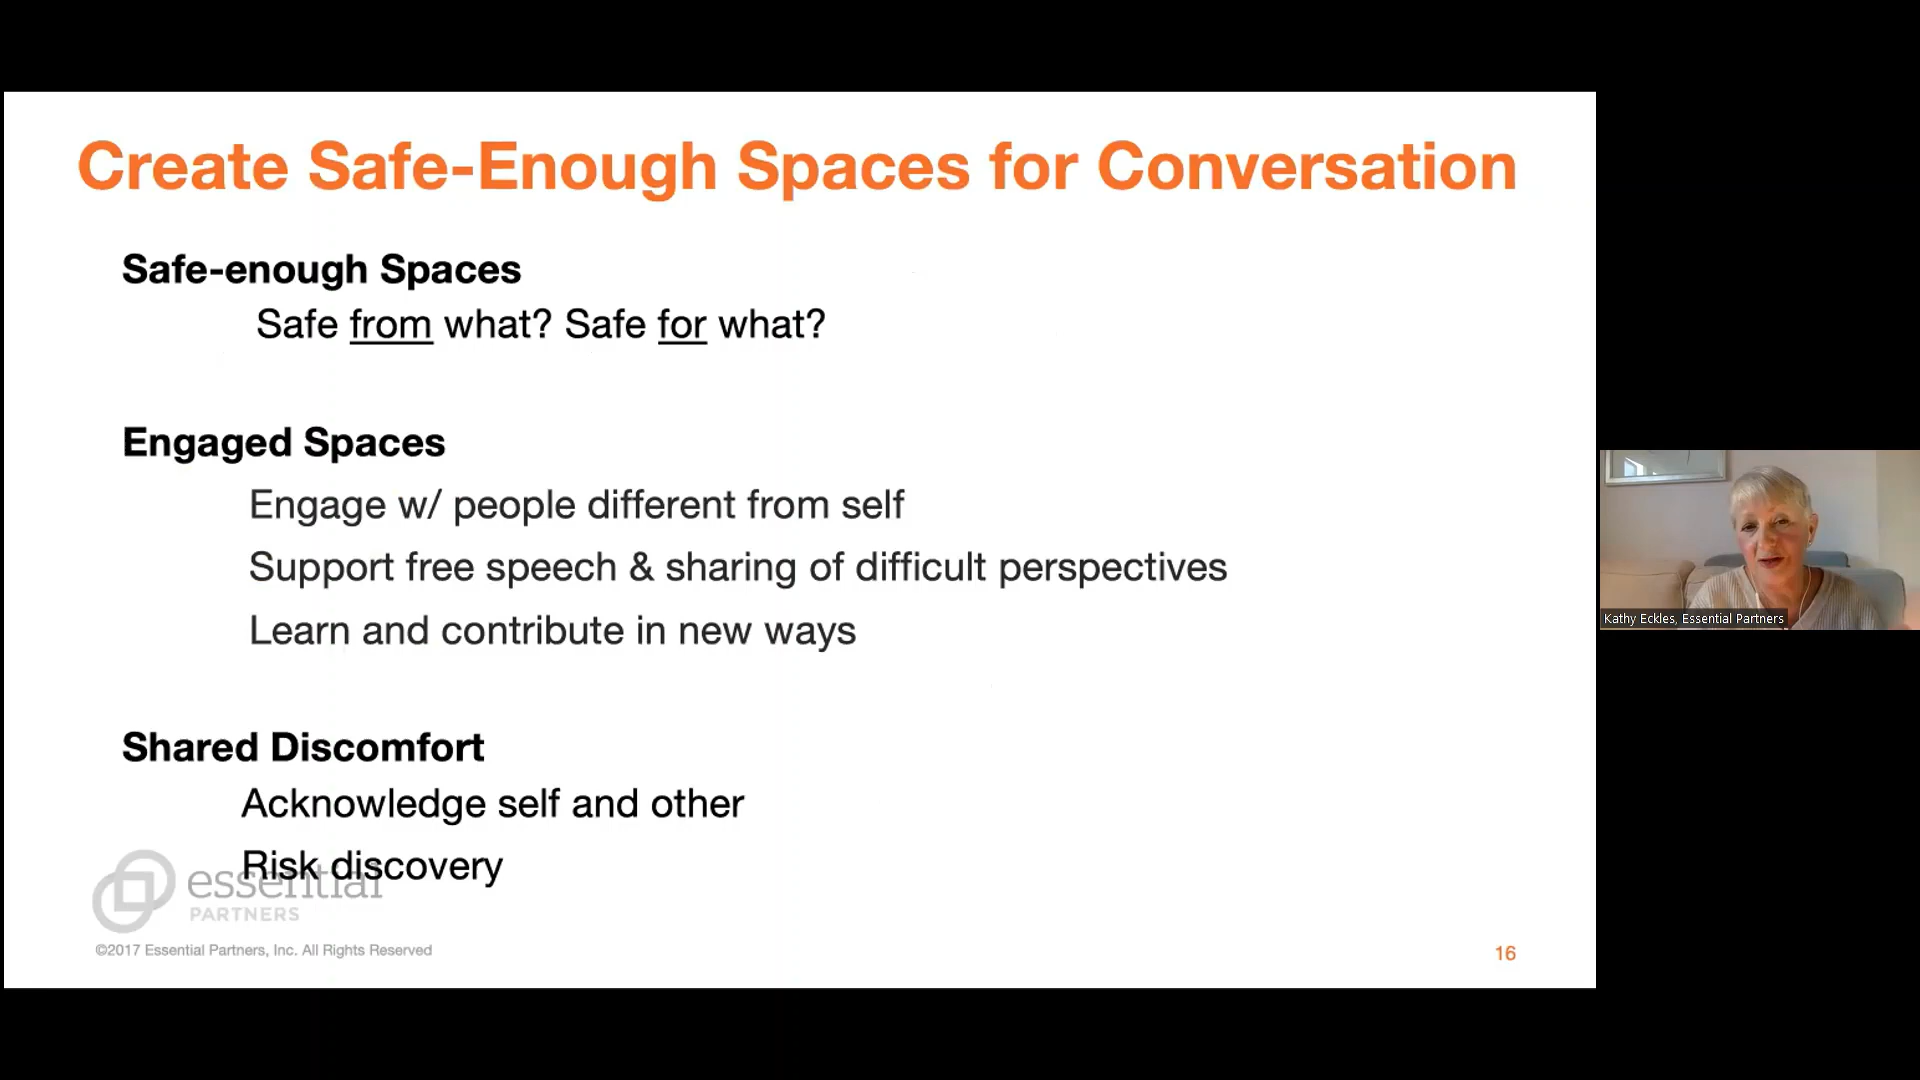 Create Safe-Enough Spaces for Conversation
Safe-enough Spaces
Safe from what? Safe for what?
Engaged Spaces
Engage w/ people different from self
Support free speech & sharing of difficult perspectives
Learn and contribute in new ways
Shared Discomfort
Acknowledge self and other
Risk discovery
essential
PARTNERS
©2017 Essential Partners, Inc. All Rights Reserved
16
Kathy Eckles, Essential Partners